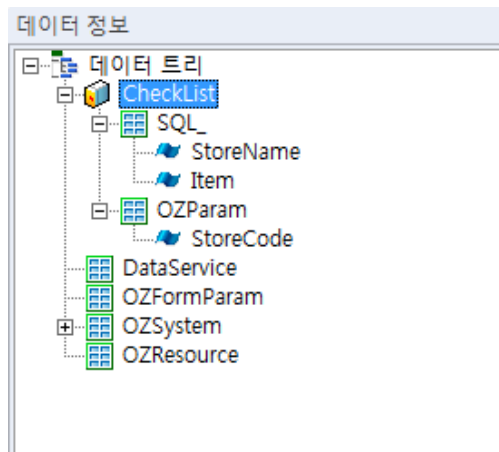 데이터 정보
데이터 트리
CheckList
SQL_
StoreName
Item
OZParam
StoreCode
DataService
OZFormParam
OZSystem
OZResource